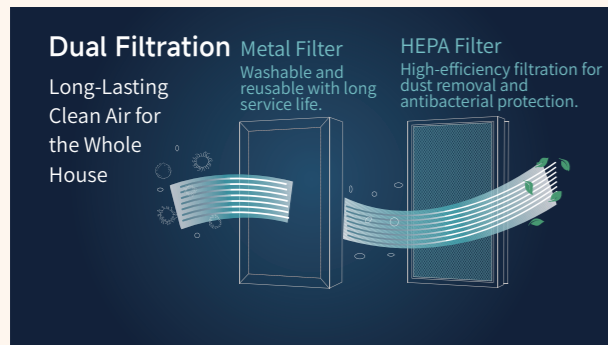 Dual Filtration
Long-Lasting
Clean Air for
the Whole
House
Metal Filter
Washable and
reusable with long
service life.
HEPA Filter
High-efficiency filtration for
dust removal and
antibacterial protection.